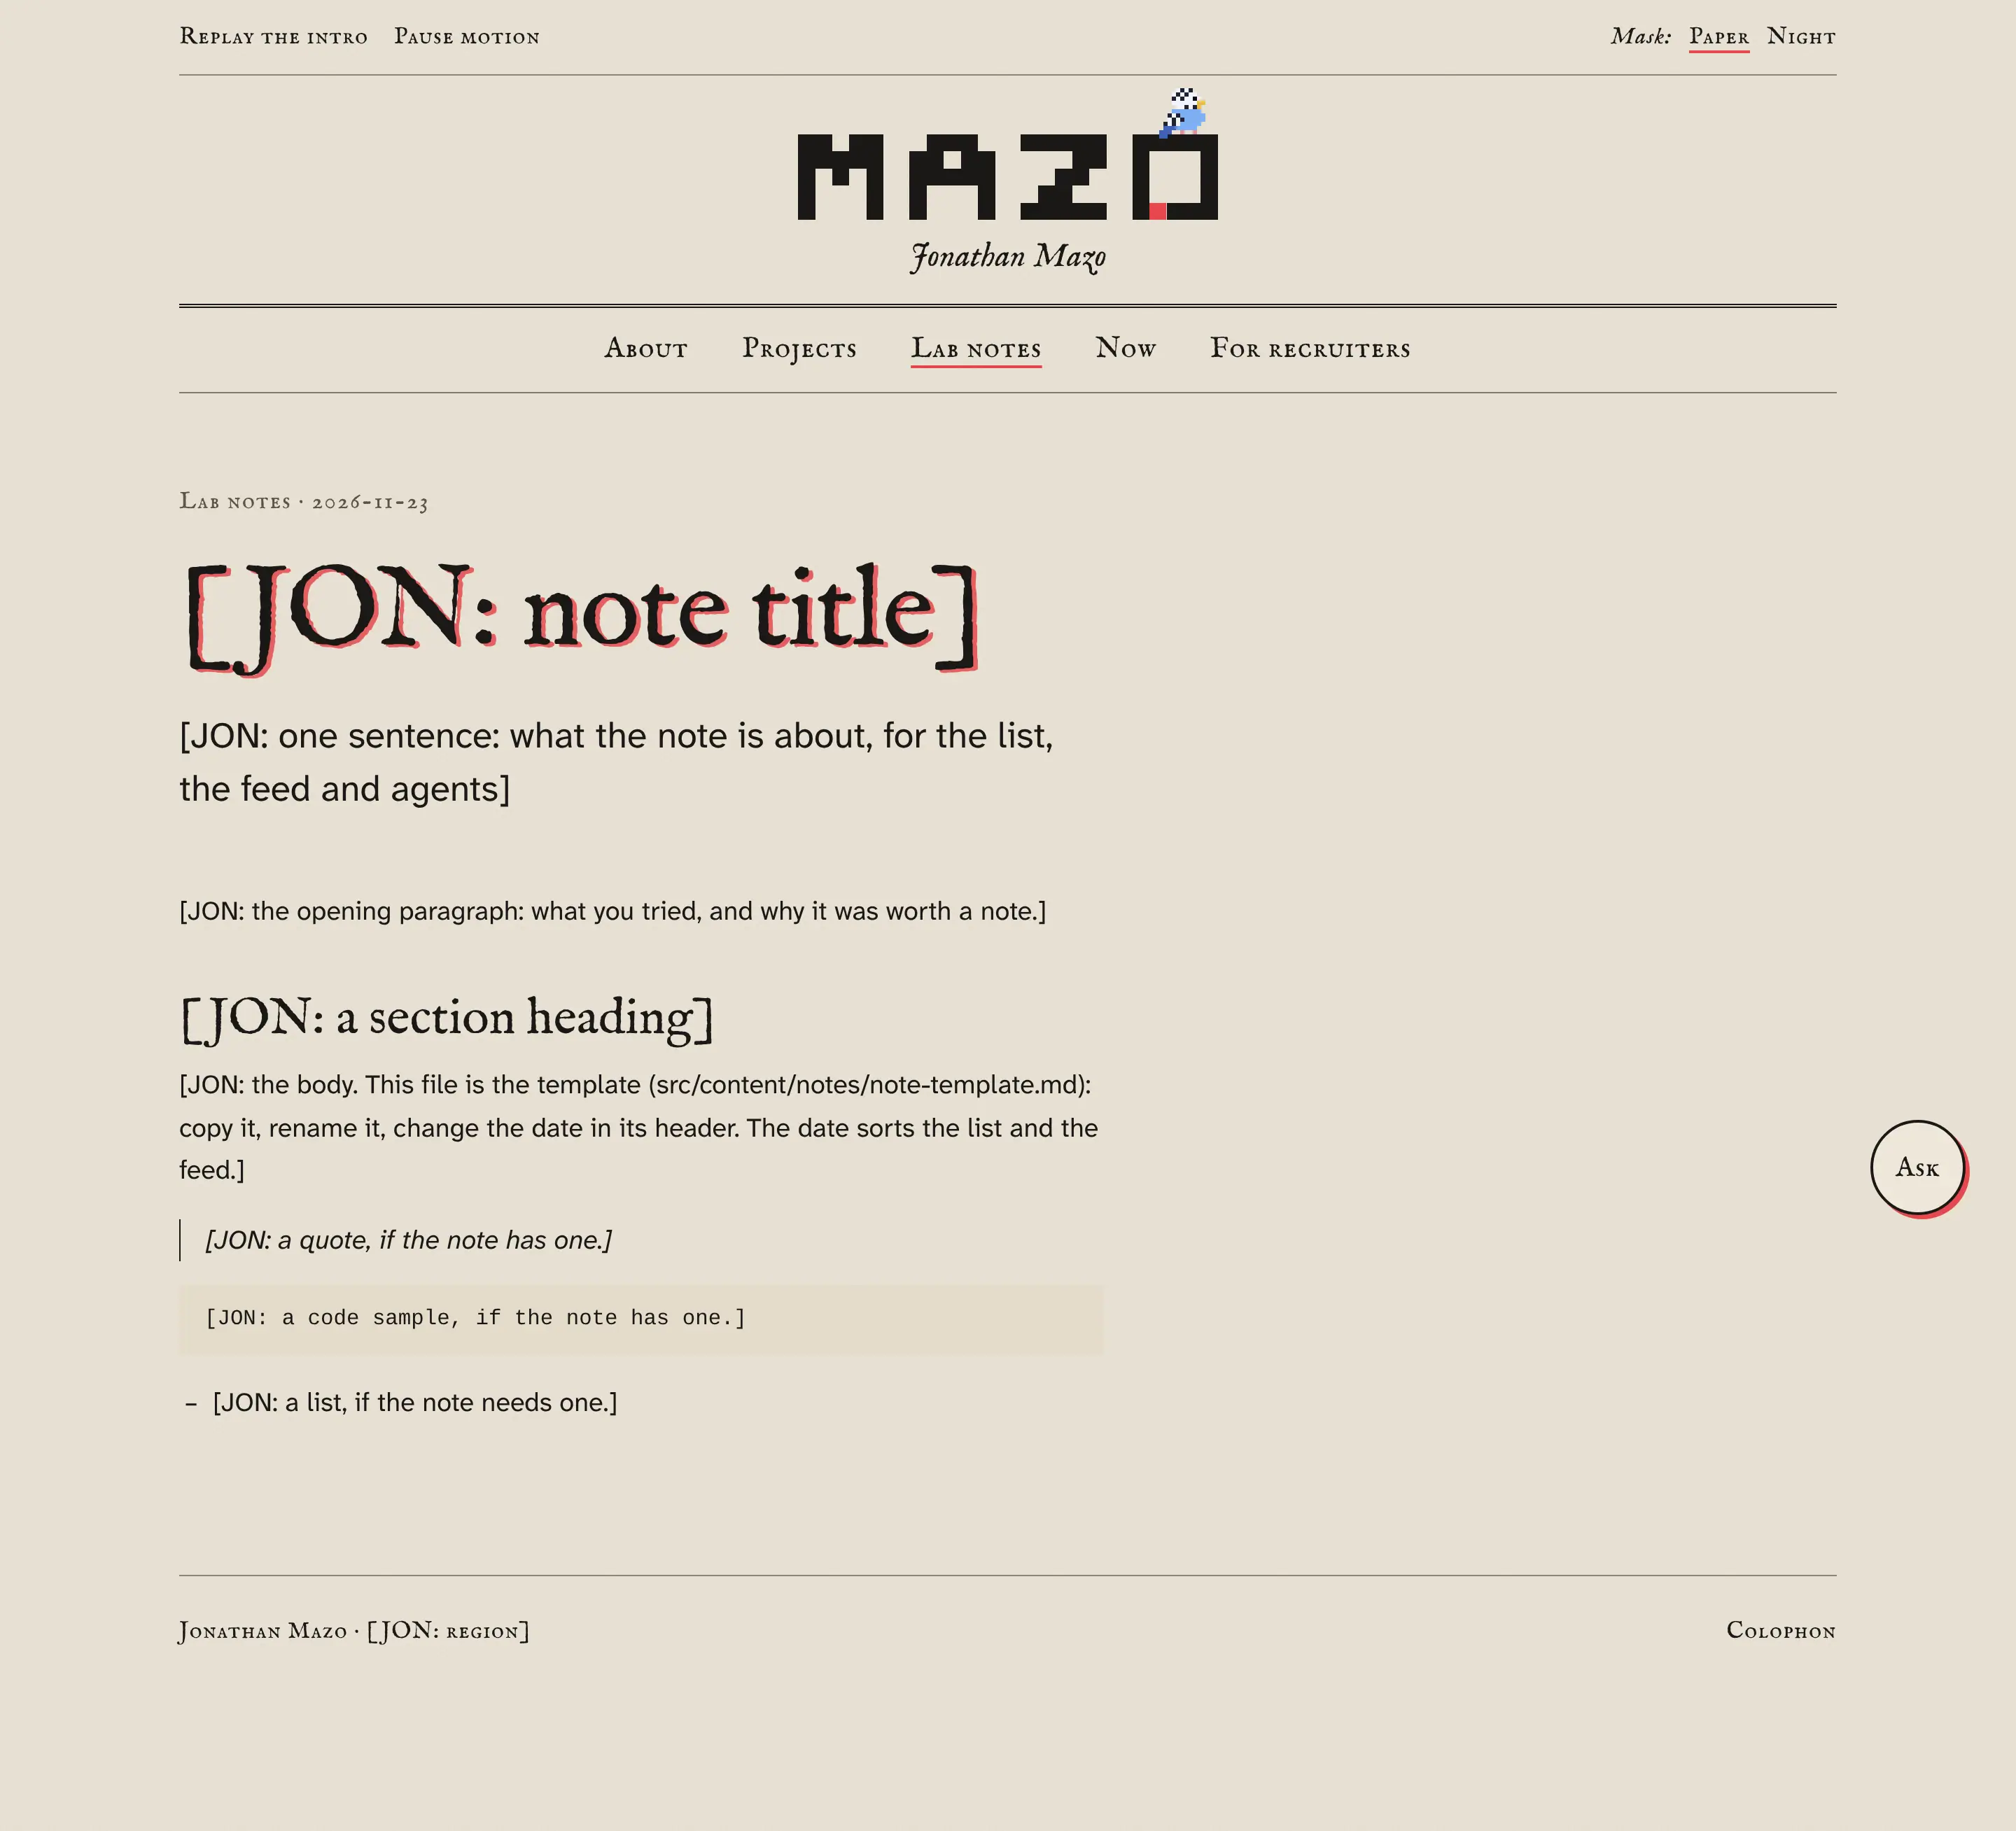 Replay the intro Pause motion Mask: Paper Night
MAZO
Jonathan Mazo
About Projects Lab notes Now For recruiters
Lab notes · 2026-11-23
[JON: note title]
[JON: one sentence: what the note is about, for the list,
the feed and agents]
[JON: the opening paragraph: what you tried, and why it was worth a note.]
[JON: a section heading]
[JON: the body. This file is the template (src/content/notes/note-template.md):
copy it, rename it, change the date in its header. The date sorts the list and the
feed.]
[JON: a quote, if the note has one.]
[JON: a code sample, if the note has one.]
– [JON: a list, if the note needs one.]
Ask
Jonathan Mazo · [JON: region] Colophon